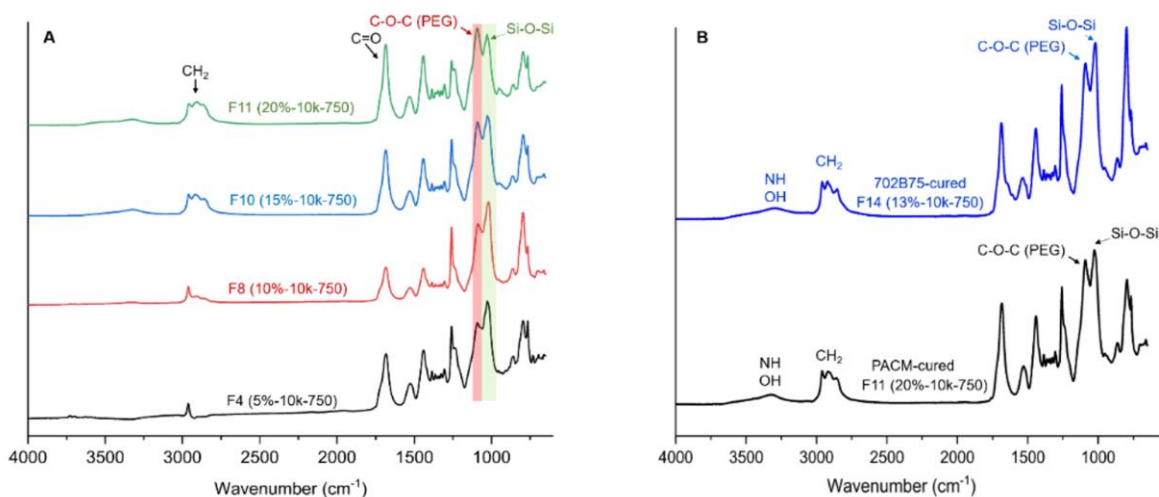 A
C-O-C (PEG)
Si-O-Si
C=O
CH2
F11 (20%-10k-750)
F10 (15%-10k-750)
F8 (10%-10k-750)
F4 (5%-10k-750)
4000 3500 3000 2500 2000 1500 1000
Wavenumber (cm-1)
B
Si-O-Si
C-O-C (PEG)
CH2
NH
OH
702B75-cured
F14 (13%-10k-750)
Si-O-Si
C-O-C (PEG)
CH2
NH
OH
PACM-cured
F11 (20%-10k-750)
4000 3500 3000 2500 2000 1500 1000
Wavenumber (cm-1)